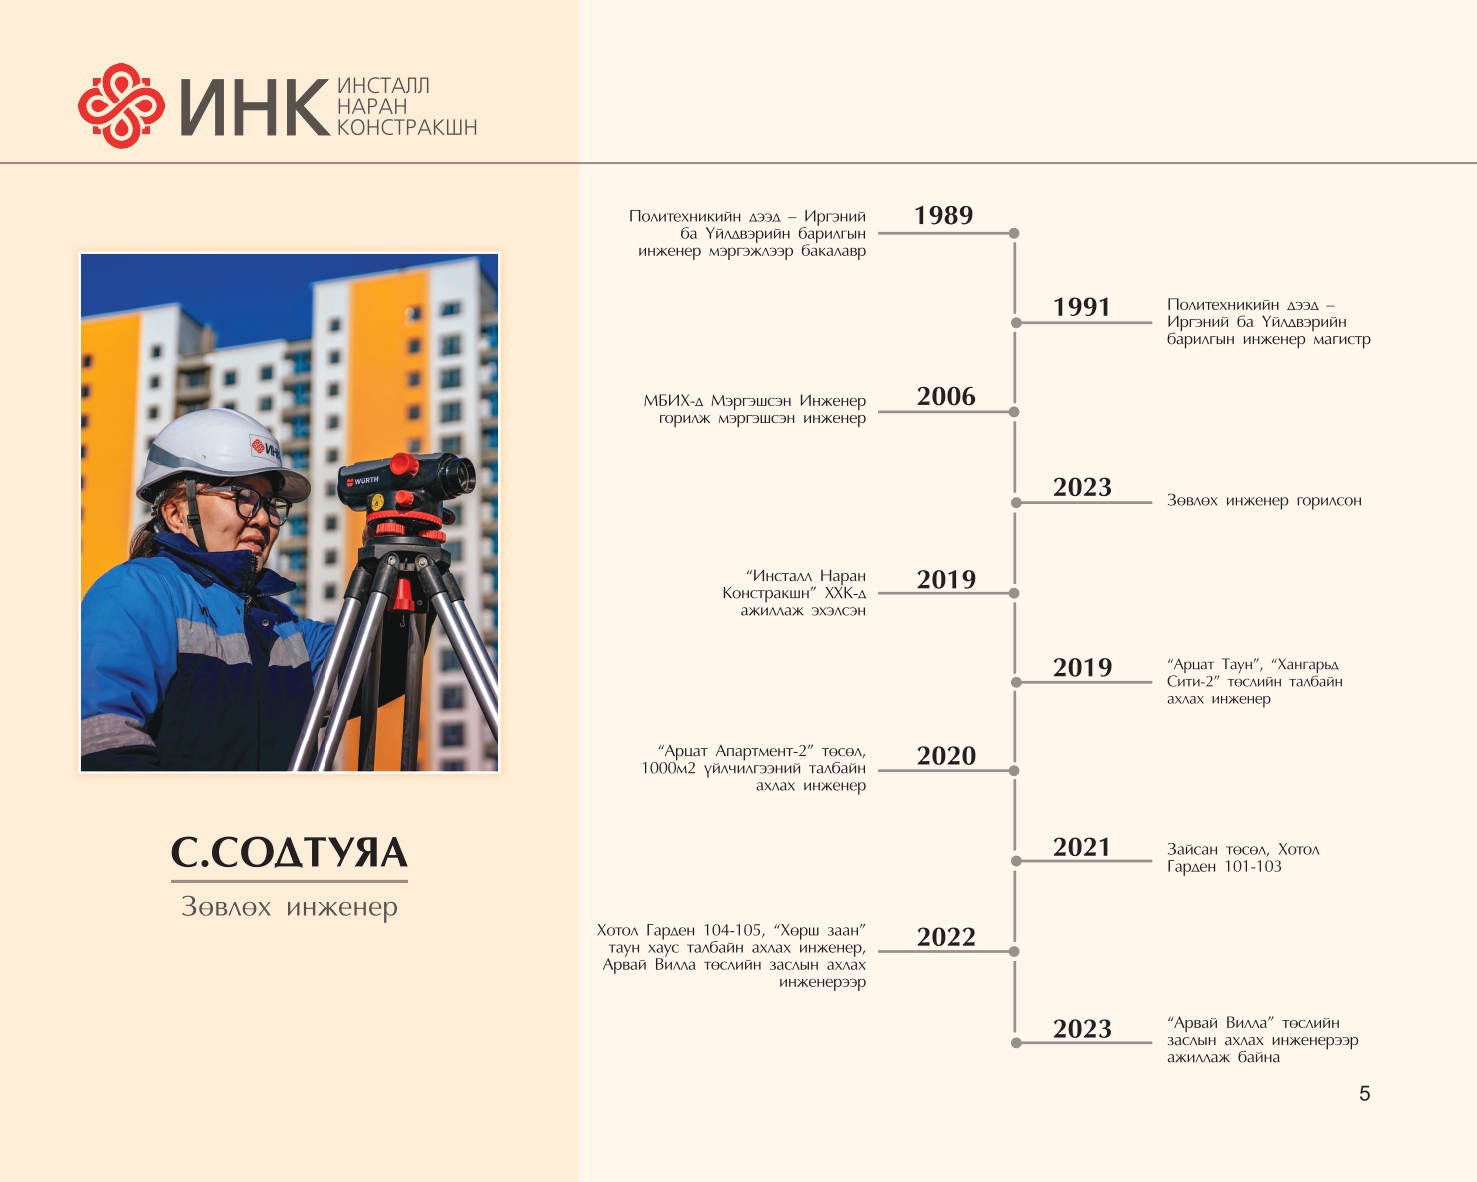 ИНК
ИНСТАЛЛ
НАРАН
КОНСТРАКШН
ИНК
WÜRTH
С.СОДТУЯА
Зөвлөх инженер
1989
Политехникийн дээд – Иргэний
ба Үйлдвэрийн барилгын
инженер мэргэжлээр бакалавр
1991
Политехникийн дээд –
Иргэний ба Үйлдвэрийн
барилгын инженер магистр
2006
МБИХ-д Мэргэшсэн Инженер
горилж мэргэшсэн инженер
2023
Зөвлөх инженер горилсон
2019
“Инсталл Наран
Констракшн” ХХК-д
ажиллаж эхэлсэн
2019
“Арцат Таун”, “Хангарьд
Сити-2” төслийн талбайн
ахлах инженер
2020
“Арцат Апартмент-2” төсөл,
1000м2 үйлчилгээний талбайн
ахлах инженер
2021
Зайсан төсөл, Хотол
Гарден 101-103
2022
Хотол Гарден 104-105, “Хөрш заан”
таун хаус талбайн ахлах инженер,
Арвай Вилла төслийн заслын ахлах
инженерээр
2023
“Арвай Вилла” төслийн
заслын ахлах инженерээр
ажиллаж байна
5